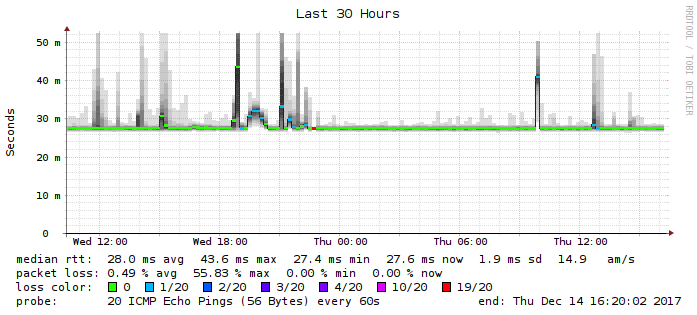 Last 30 Hours
RRDTOOL / TOBI OETIKER
Seconds
50 m
40 m
30 m
20 m
10 m
0
Wed 12:00 Wed 18:00 Thu 00:00 Thu 06:00 Thu 12:00
median rtt: 28.0 ms avg 43.6 ms max 27.4 ms min 27.6 ms now 1.9 ms sd 14.9 am/s
packet loss: 0.49 % avg 55.83 % max 0.00 % min 0.00 % now
loss color: 0 1/20 2/20 3/20 4/20 10/20 19/20
probe: 20 ICMP Echo Pings (56 Bytes) every 60s end: Thu Dec 14 16:20:02 2017